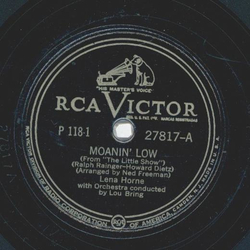 "HIS MASTER'S VOICE"
RCA VICTOR
P 118-1
27817-A
MOANIN' LOW
(From "The Little Show")
(Ralph Rainger-Howard Dietz)
(Arranged by Ned Freeman)
Lena Horne
with Orchestra conducted
by Lou Bring
RCA